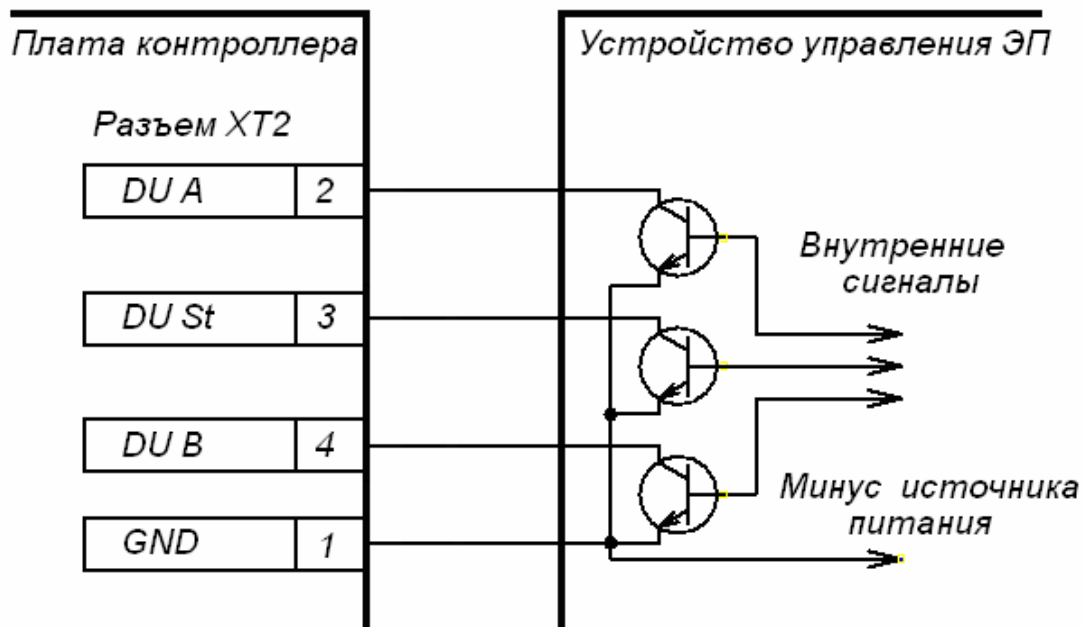 Плата контроллера
Устройство управления ЭП
Разъем XT2
DU A 2
DU St 3
DU B 4
GND 1
Внутренние
сигналы
Минус источника
питания